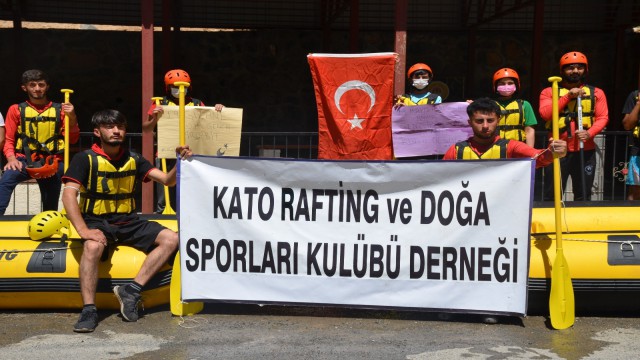 KATO RAFTİNG ve DOĞA
SPORLARI KULÜBÜ DERNEĞİ